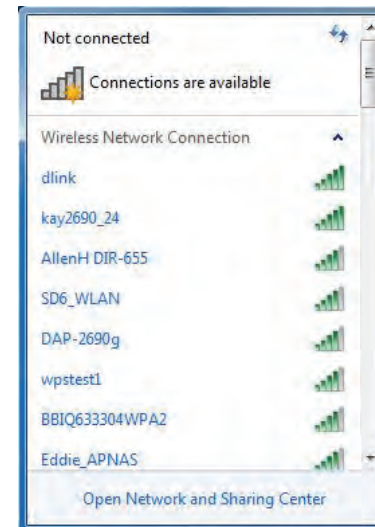 Not connected
Connections are available
Wireless Network Connection
dlink
kay2690_24
AllenH DIR-655
SD6_WLAN
DAP-2690g
wpstest1
BBIQ633304WPA2
Eddie_APNAS
Open Network and Sharing Center